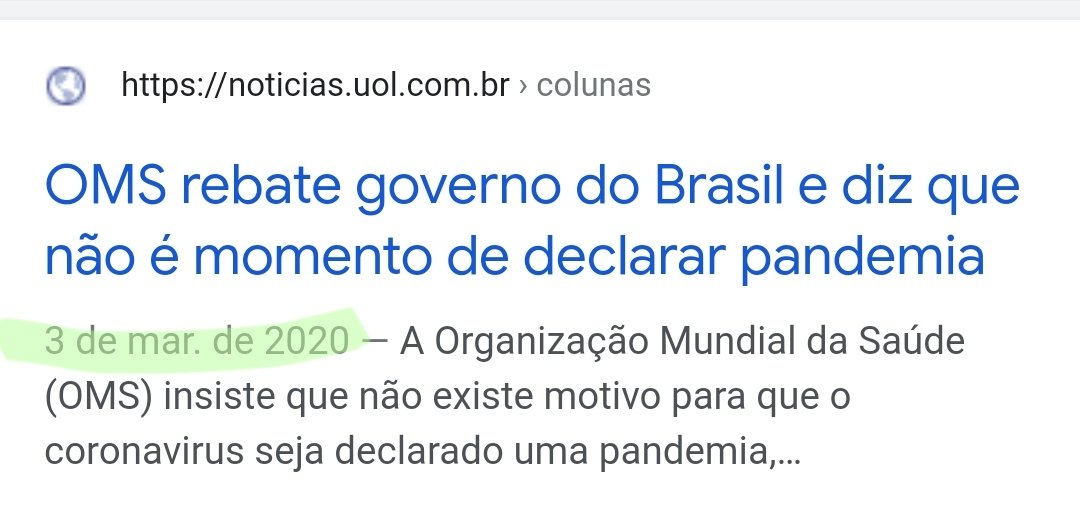 https://noticias.uol.com.br › colunas
OMS rebate governo do Brasil e diz que
não é momento de declarar pandemia
3 de mar. de 2020 — A Organização Mundial da Saúde
(OMS) insiste que não existe motivo para que o
coronavirus seja declarado uma pandemia,...